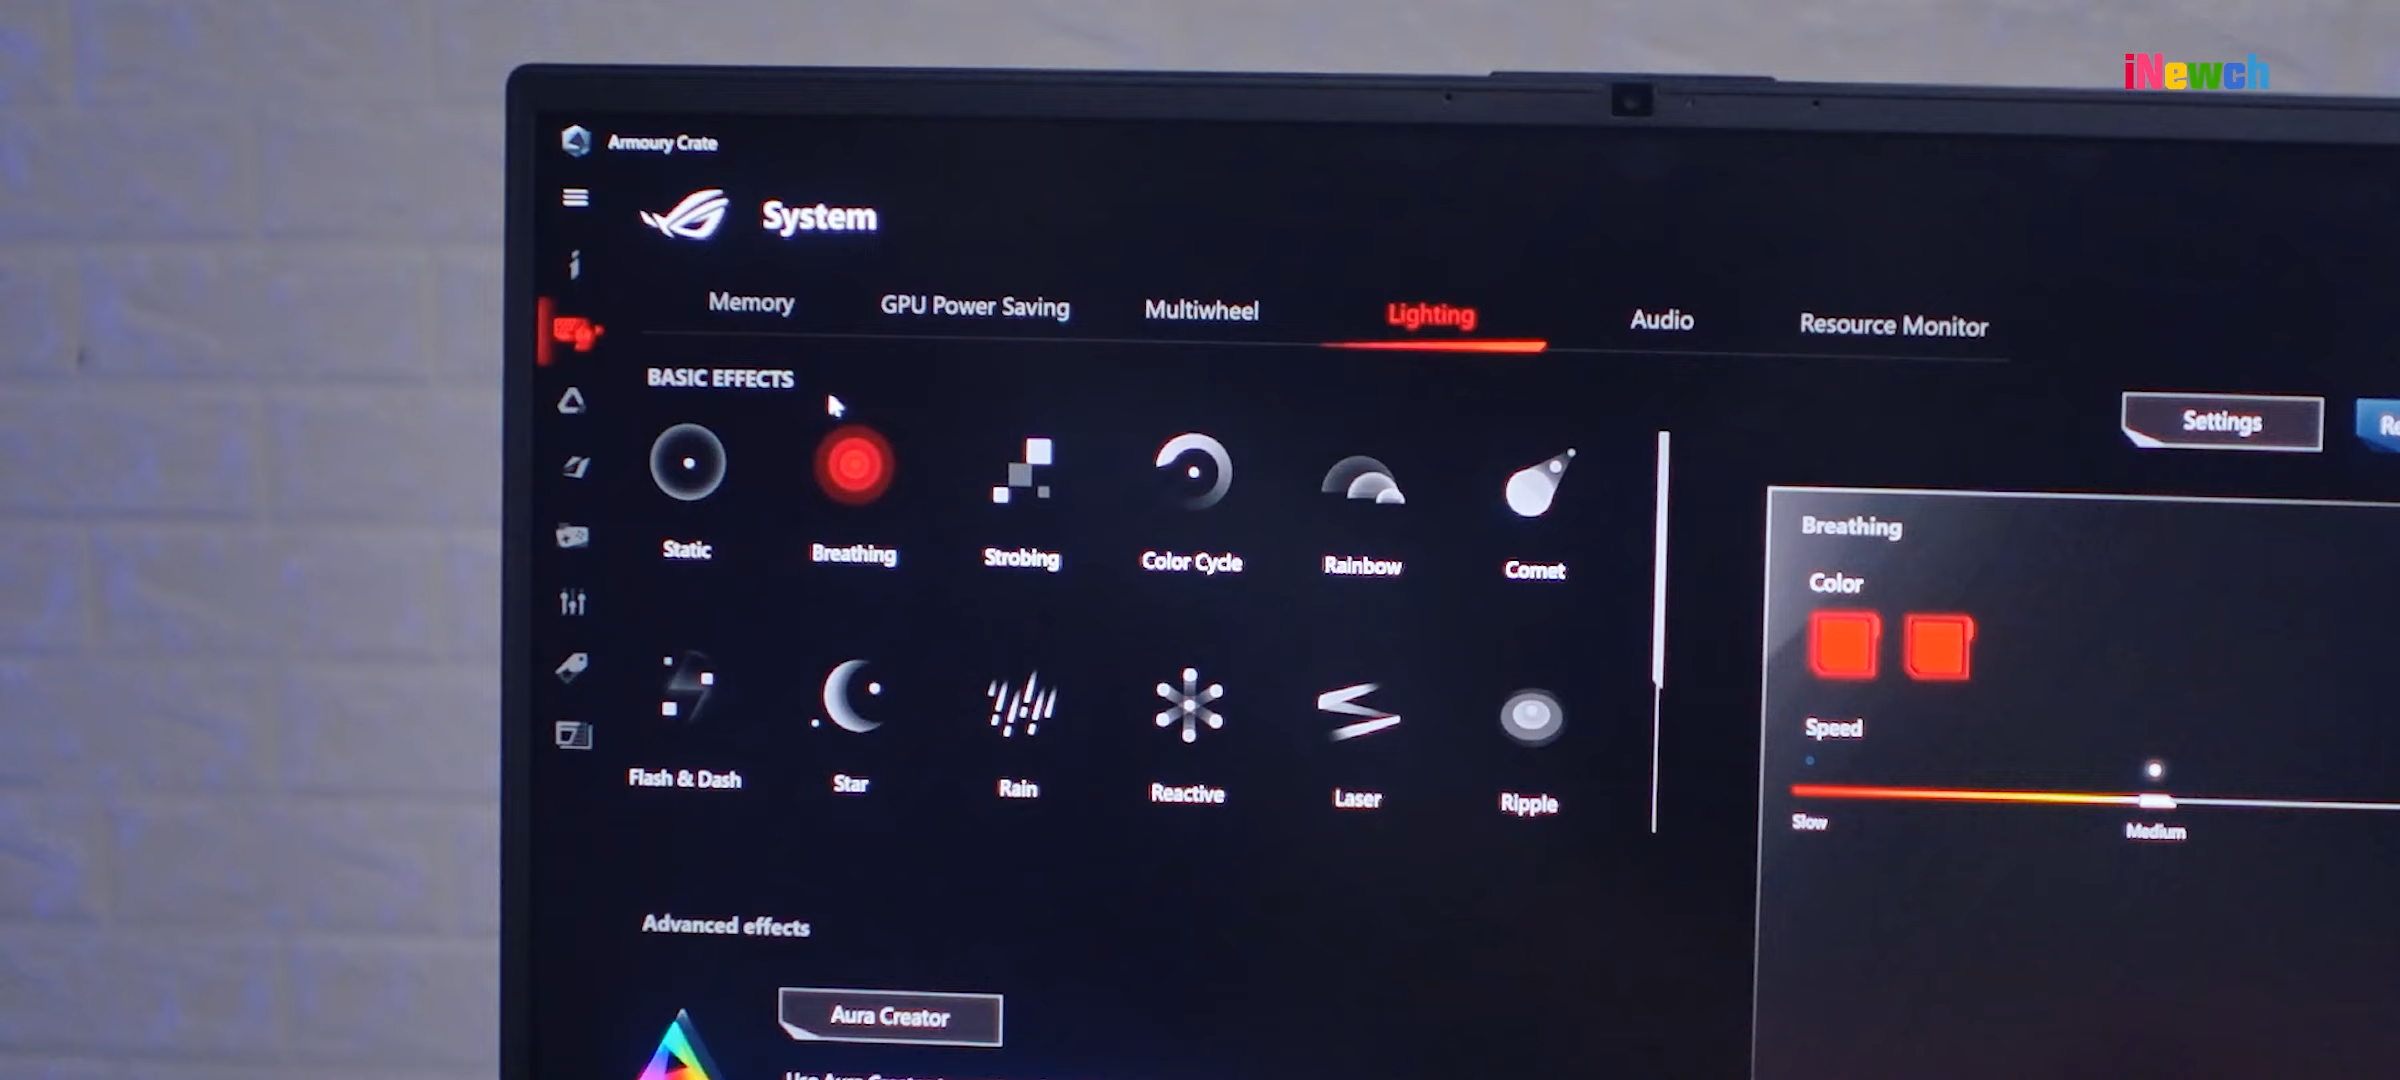 iNewch
Armoury Crate
System
Memory GPU Power Saving Multiwheel Lighting Audio Resource Monitor
BASIC EFFECTS
Settings
Static Breathing Strobing Color Cycle Rainbow Comet
Flash & Dash Star Rain Reactive Laser Ripple
Breathing
Color
Speed
Slow Medium
Advanced effects
Aura Creator